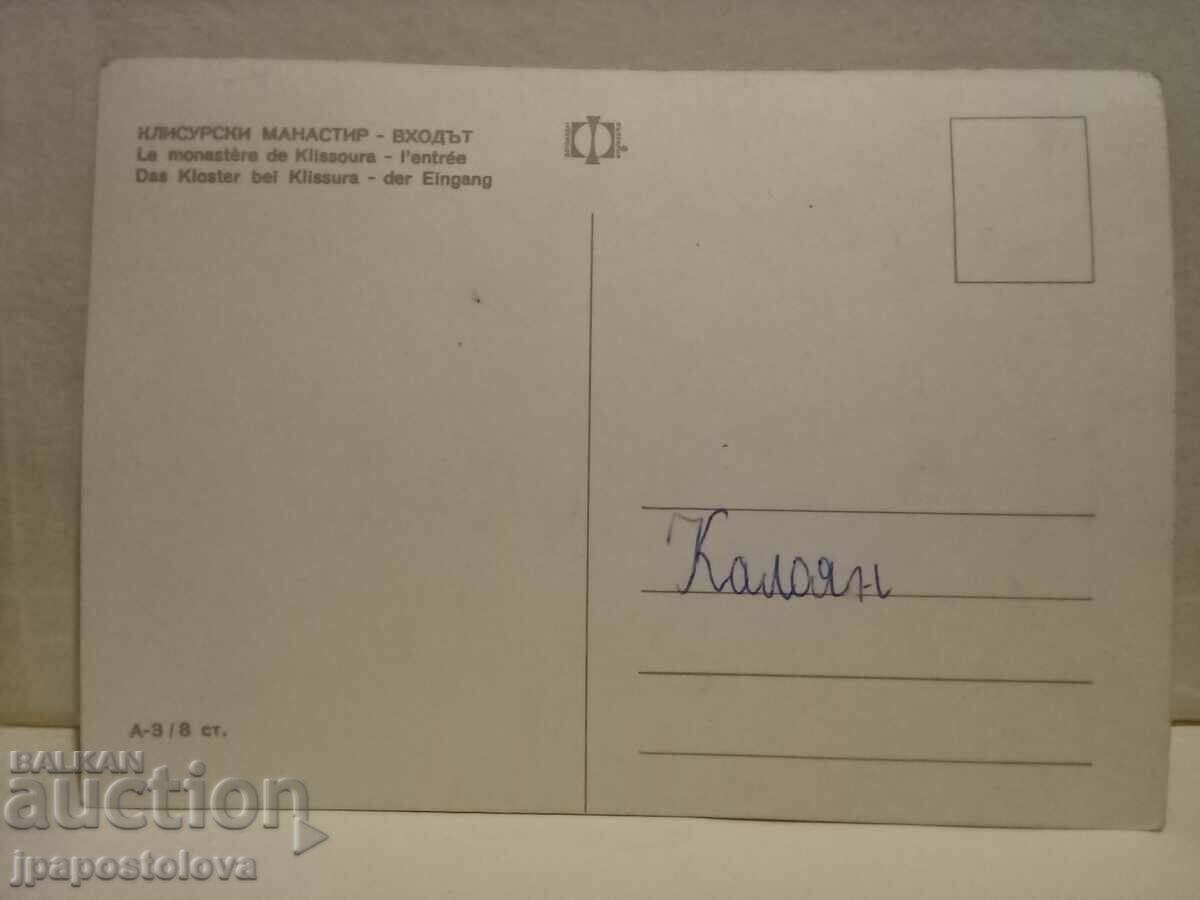 КЛИСУРСКИ МАНАСТИР - ВХОДЪТ
Le monastère de Klissoura - l'entrée
Das Kloster bei Klissura - der Eingang
Калоян
А-3 / 8 ст.
BALKAN
auction
jpapostolova